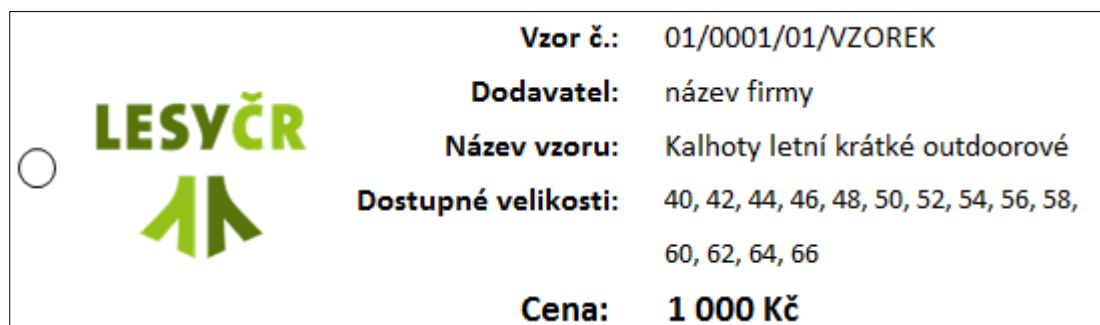 LESYČR
Vzor č.: 01/0001/01/VZOREK
Dodavatel: název firmy
Název vzoru: Kalhoty letní krátké outdoorové
Dostupné velikosti: 40, 42, 44, 46, 48, 50, 52, 54, 56, 58,
60, 62, 64, 66
Cena: 1 000 Kč